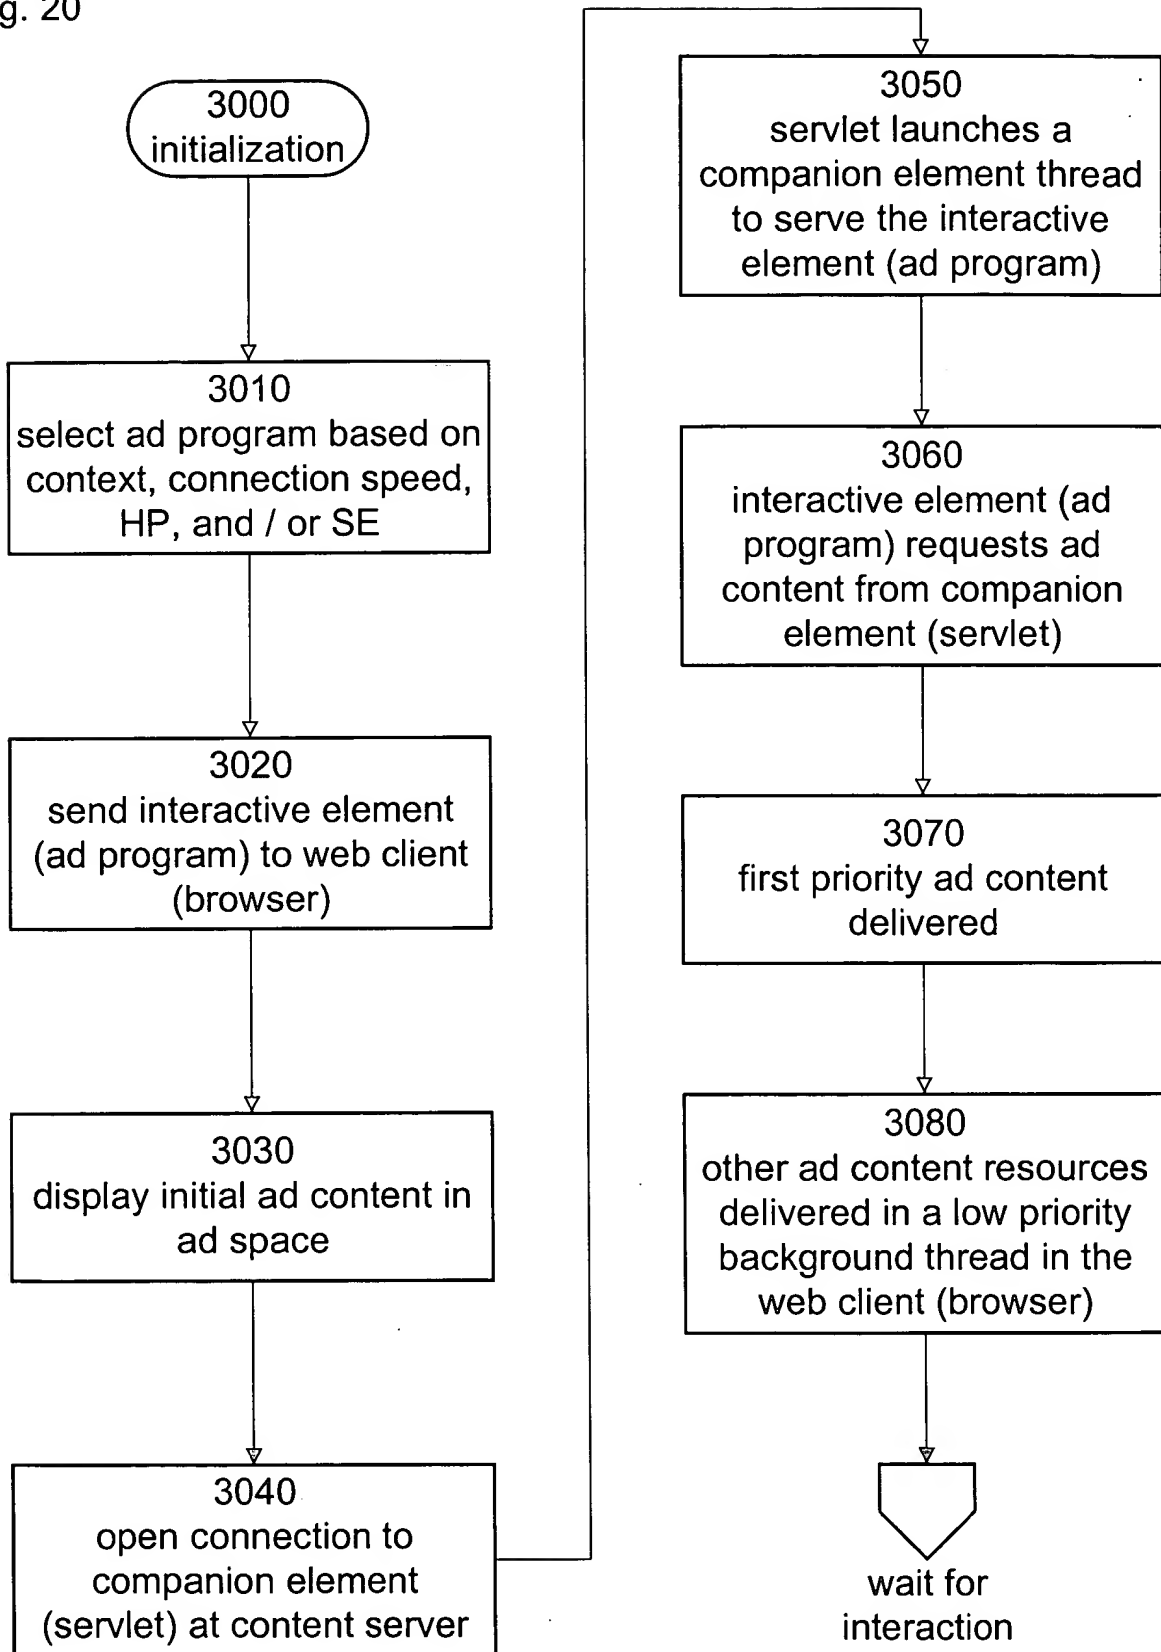 g. 20
3000
initialization
3010
select ad program based on
context, connection speed,
HP, and / or SE
3020
send interactive element
(ad program) to web client
(browser)
3030
display initial ad content in
ad space
3040
open connection to
companion element
(servlet) at content server
3050
servlet launches a
companion element thread
to serve the interactive
element (ad program)
3060
interactive element (ad
program) requests ad
content from companion
element (servlet)
3070
first priority ad content
delivered
3080
other ad content resources
delivered in a low priority
background thread in the
web client (browser)
wait for
interaction